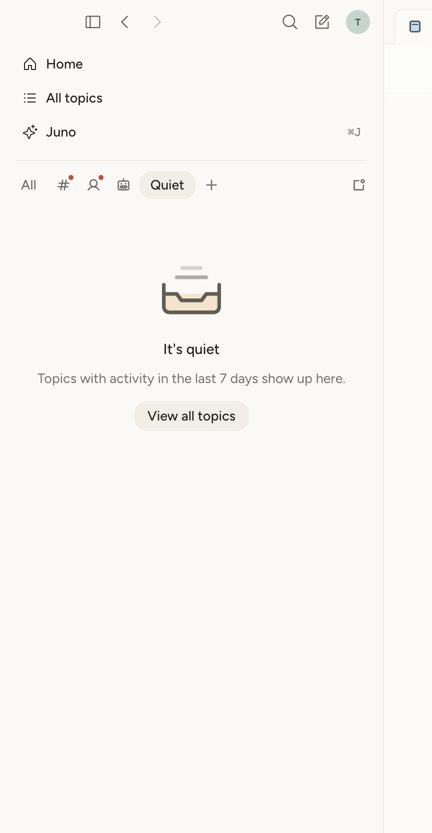 T
Home
All topics
Juno ⌘J
All Quiet
It's quiet
Topics with activity in the last 7 days show up here.
View all topics